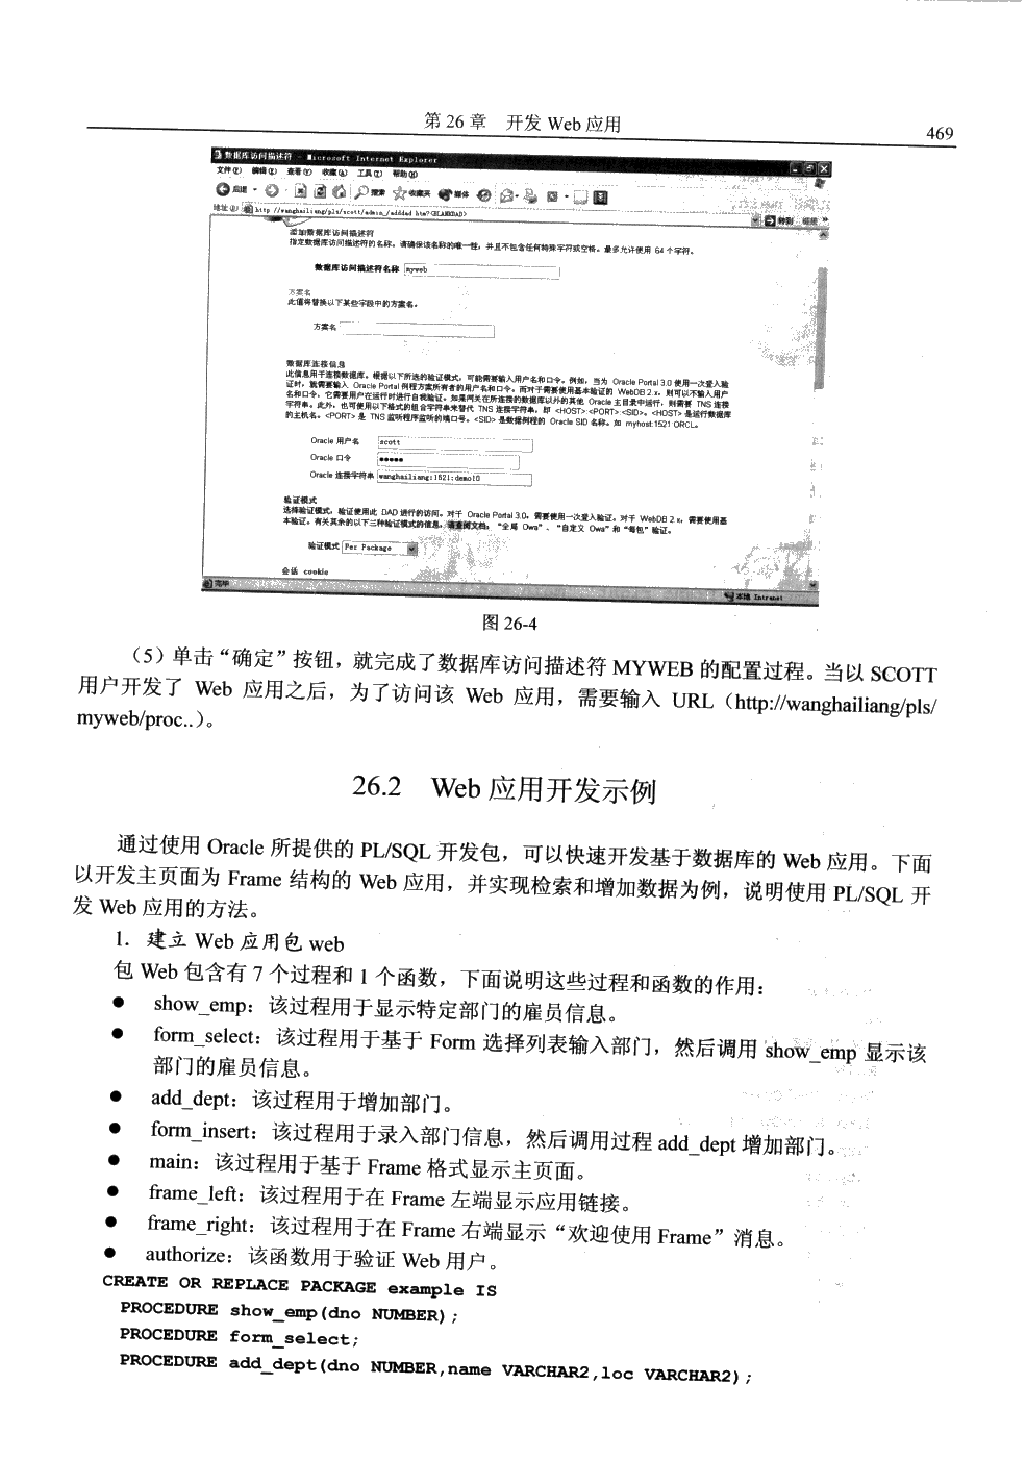 第 26 章 开发 Web 应用
469
数据库访问描述符 - Microsoft Internet Explorer
文件(F) 编辑(E) 查看(V) 收藏(A) 工具(T) 帮助(H)
后退 搜索 收藏夹 媒体
转到 链接
添加数据库访问描述符
指定数据库访问描述符的名称。请确保该名称的唯一性，并且不包含任何特殊字符或空格。最多允许使用 64 个字符。
数据库访问描述符名称 myweb
方案名
此值将替换以下某些字段中的方案名。
方案名
数据库连接信息
此信息用于连接数据库。根据以下所选的验证模式，可能需要输入用户名和口令。例如，当为 Oracle Portal 3.0 使用一次登入验
证时，就需要输入 Oracle Portal 例程方案所有者的用户名和口令。而对于需要使用基本验证的 WebDB 2.x，则可以不输入用户
名和口令；它需要用户在运行时进行自我验证。如果网关在所连接的数据库以外的其他 Oracle 主目录中运行，则需要 TNS 连接
字符串。此外，也可使用以下格式的组合字符串来替代 TNS 连接字符串，即 <HOST>:<PORT>:<SID>。<HOST> 是运行数据库
的主机名。<PORT> 是 TNS 监听程序监听的端口号。<SID> 是数据例程的 Oracle SID 名称。如 myhost:1521:ORCL。
Oracle 用户名 scott
Oracle 口令 ●●●●●
Oracle 连接字符串 wanghailiang:1521:demo10
验证模式
选择验证模式，验证使用此 DAD 进行的访问。对于 Oracle Portal 3.0，需要使用一次登入验证。对于 WebDB 2.x，需要使用基
本验证。有关其余的以下三种验证模式的信息，请查阅文档。“全局 Owa”、“自定义 Owa”和“每包”验证。
验证模式 Per Package
会话 cookie
完毕 本地 Intranet
图 26-4
（5）单击“确定”按钮，就完成了数据库访问描述符 MYWEB 的配置过程。当以 SCOTT
用户开发了 Web 应用之后，为了访问该 Web 应用，需要输入 URL（http://wanghailiang/pls/
myweb/proc..）。
26.2 Web 应用开发示例
通过使用 Oracle 所提供的 PL/SQL 开发包，可以快速开发基于数据库的 Web 应用。下面
以开发主页面为 Frame 结构的 Web 应用，并实现检索和增加数据为例，说明使用 PL/SQL 开
发 Web 应用的方法。
1. 建立 Web 应用包 web
包 Web 包含有 7 个过程和 1 个函数，下面说明这些过程和函数的作用：
● show_emp：该过程用于显示特定部门的雇员信息。
● form_select：该过程用于基于 Form 选择列表输入部门，然后调用 show_emp 显示该
部门的雇员信息。
● add_dept：该过程用于增加部门。
● form_insert：该过程用于录入部门信息，然后调用过程 add_dept 增加部门。
● main：该过程用于基于 Frame 格式显示主页面。
● frame_left：该过程用于在 Frame 左端显示应用链接。
● frame_right：该过程用于在 Frame 右端显示“欢迎使用 Frame”消息。
● authorize：该函数用于验证 Web 用户。
CREATE OR REPLACE PACKAGE example IS
PROCEDURE show_emp(dno NUMBER);
PROCEDURE form_select;
PROCEDURE add_dept(dno NUMBER,name VARCHAR2,loc VARCHAR2);